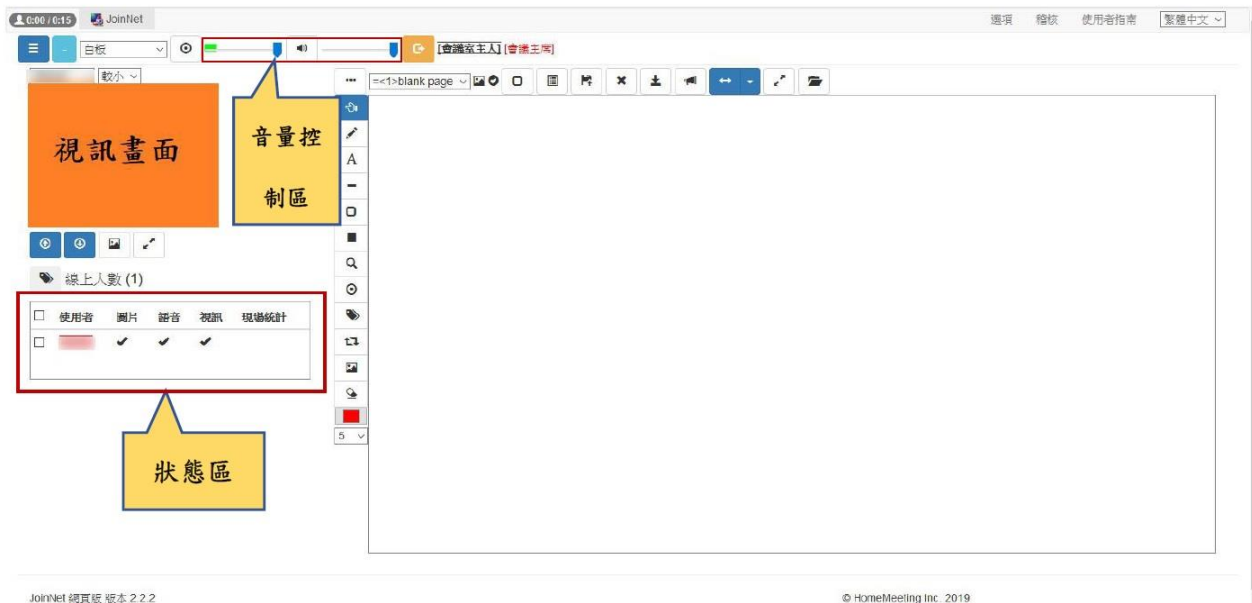 0:00 / 0:15 JoinNet 選項 稽核 使用者指南 繁體中文
- 白板 [會議室主人] [會議主席]
較小 =<1>blank page
視訊畫面
音量控
制區
A
線上人數 (1)
使用者 圖片 語音 視訊 現場統計
5
狀態區
JoinNet 網頁版 版本 2.2.2 © HomeMeeting Inc. 2019